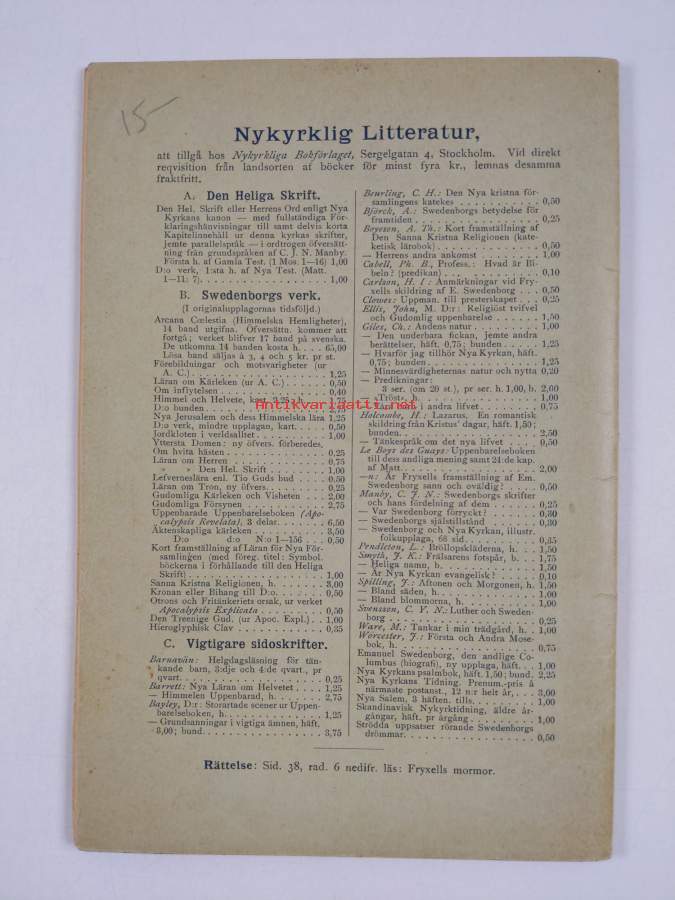 15-
Nykyrklig Litteratur,
att tillgå hos Nykyrkliga Bokförlaget, Sergelgatan 4, Stockholm. Vid direkt
reqvisition från landsorten af böcker för minst fyra kr., lemnas desamma
fraktfritt.
A. Den Heliga Skrift.
Den Hel. Skrift eller Herrens Ord enligt Nya
Kyrkans kanon — med fullständiga För-
klaringshänvisningar till samt delvis korta
Kapitelinnehåll ur denna kyrkas skrifter,
jemte parallelspråk — i ordtrogen öfversätt-
ning från grundspråken af C. J. N. Manby.
Första h. af Gamla Test. (1 Mos. 1—16) 1,00
D:o verk, 1:sta h. af Nya Test. (Matt.
1—11: 7). . . . 1,00
B. Swedenborgs verk.
(I originalupplagornas tidsföljd.)
Arcana Cœlestia (Himmelska Hemligheter),
14 band utgifna. Öfversättn. kommer att
fortgå; verket blifver 17 band på svenska.
De utkomna 14 banden kosta h. . . . 65,00
Lösa band säljas à 3, 4 och 5 kr. pr st.
Förebildningar och motsvarigheter (ur
A. C.) . . . 1,25
Läran om Kärleken (ur A. C.) . . . 0,50
Om inflytelsen . . . 0,40
Himmel och Helvete, kart. 1,25
D:o bunden . . .
Nya Jerusalem och dess Himmelska lära 1,25
D:o verk, mindre upplagan, kart. . . . 0,50
Jordkloten i verldsalltet . . . 1,00
Yttersta Domen: ny öfvers. förberedes.
Om hvita hästen . . . 0,25
Läran om Herren . . . 0,75
» » Den Hel. Skrift . . . 1,00
Lefverneslära enl. Tio Guds bud . . . 0,50
Läran om Tron, ny öfvers. . . . 0,25
Gudomliga Kärleken och Visheten . . . 2,00
Gudomliga Försynen . . . 2,75
Uppenbarade Uppenbarelseboken (Apo-
calypsis Revelata), 3 delar. . . . 6,50
Äktenskapliga kärleken . . . 3,50
D:o d:o N:o 1—156 . . . 0,50
Kort framställning af Läran för Nya För-
samlingen (med föreg. titel: Symbol.
böckerna i förhållande till den Heliga
Skrift) . . . 1,00
Sanna Kristna Religionen, h. . . . 3,00
Kronan eller Bihang till D:o. . . . 0,50
Otrons och Fritänkeriets orsak, ur verket
Apocalypsis Explicata . . . 0,50
Den Treenige Gud. (ur Apoc. Expl.) . . 1,00
Hieroglyphisk Clav . . . 0,35
C. Vigtigare sidoskrifter.
Barnavän: Helgdagsläsning för tän-
kande barn, 3:dje och 4:de qvart., pr
qvart. . . . 0,25
Barrett: Nya Läran om Helvetet . . . 1,25
— Himmelen Uppenbarad, h. . . . 2,75
Bayley, D:r: Storartade scener ur Uppen-
barelseboken, h. . . . 1,25
— Grundsanningar i vigtiga ämnen, häft.
3,00; bund. . . . 3,75
Beurling, C. H.: Den Nya kristna för-
samlingens katekes . . . 0,50
Björck, A.: Swedenborgs betydelse för
framtiden . . . 0,25
Boyesen, A. Th.: Kort framställning af
Den Sanna Kristna Religionen (kate-
ketisk lärobok) . . . 0,50
— Herrens andra ankomst . . . 1,00
Cabell, Ph. B., Profess.: Hvad är Bi-
beln? (predikan) . . . 0,10
Carlson, H. I: Anmärkningar vid Fry-
xells skildring af E. Swedenborg . . . 0,50
Clowes: Uppman. till presterskapet . . . 0,25
Ellis, John, M. D:r: Religiöst tvifvel
och Gudomlig uppenbarelse . . . 1,50
Giles, Ch.: Andens natur . . . 1,00
— Den underbara fickan, jemte andra
berättelser, häft. 0,75; bunden . . . 1,25
— Hvarför jag tillhör Nya Kyrkan, häft.
0,75; bunden . . . 1,25
— Minnesvärdigheternas natur och nytta 0,20
— Predikningar:
3 ser. (om 20 st.), pr ser. h. 1,00, b. 2,00
— Tröst, h. . . . 1,00
i andra lifvet. . . . 0,75
Holcombe, H.: Lazarus. En romantisk
skildring från Kristus' dagar, häft. 1,50;
bunden. . . . 2,50
— Tänkespråk om det nya lifvet . . . 0,50
Le Boys des Guays: Uppenbarelseboken
till dess andliga mening samt 24:de kap.
af Matt. . . . 2,00
—n: Är Fryxells framställning af Em.
Swedenborg sann och oväldig? . . . 0,50
Manby, C. J. N.: Swedenborgs skrifter
och hans fördelning af dem . . . 0,25
— Var Swedenborg förryckt? . . . 0,30
— Swedenborgs själstillstånd . . . 0,30
— Swedenborg och Nya Kyrkan, illustr.
folkupplaga, 68 sid. . . . 0,35
Pendleton, L.: Bröllopskläderna, h. . . 1,50
Smyth, J. K.: Frälsarens fotspår, b. . . . 1,75
— Heliga namn, b. . . . 1,50
— Är Nya Kyrkan evangelisk? . . . 0,10
Spilling, J.: Aftonen och Morgonen, h. 1,50
— Bland säden, h. . . . 1,00
— Bland blommorna, h. . . . 1,00
Svensson, C. V. N.: Luther och Sweden-
borg . . . 0,25
Ware, M.: Tankar i min trädgård, h. . . 1,00
Worcester, J.: Första och Andra Mose-
bok, h. . . . 0,75
Emanuel Swedenborg, den andlige Co-
lumbus (biografi), ny upplaga, häft. . . 1,00
Nya Kyrkans psalmbok, häft. 1,50; bund. 2,25
Nya Kyrkans Tidning. Prenum.-pris å
närmaste postanst., 12 n:r helt år, . . . 3,00
Nya Salem, 3 häften. tills. . . . 1,00
Skandinavisk Nykyrktidning, äldre år-
gångar, häft. pr årgång . . . 1,00
Strödda uppsatser rörande Swedenborgs
drömmar. . . . 0,50
Rättelse: Sid. 38, rad. 6 nedifr. läs: Fryxells mormor.
Antikvariaatti.net